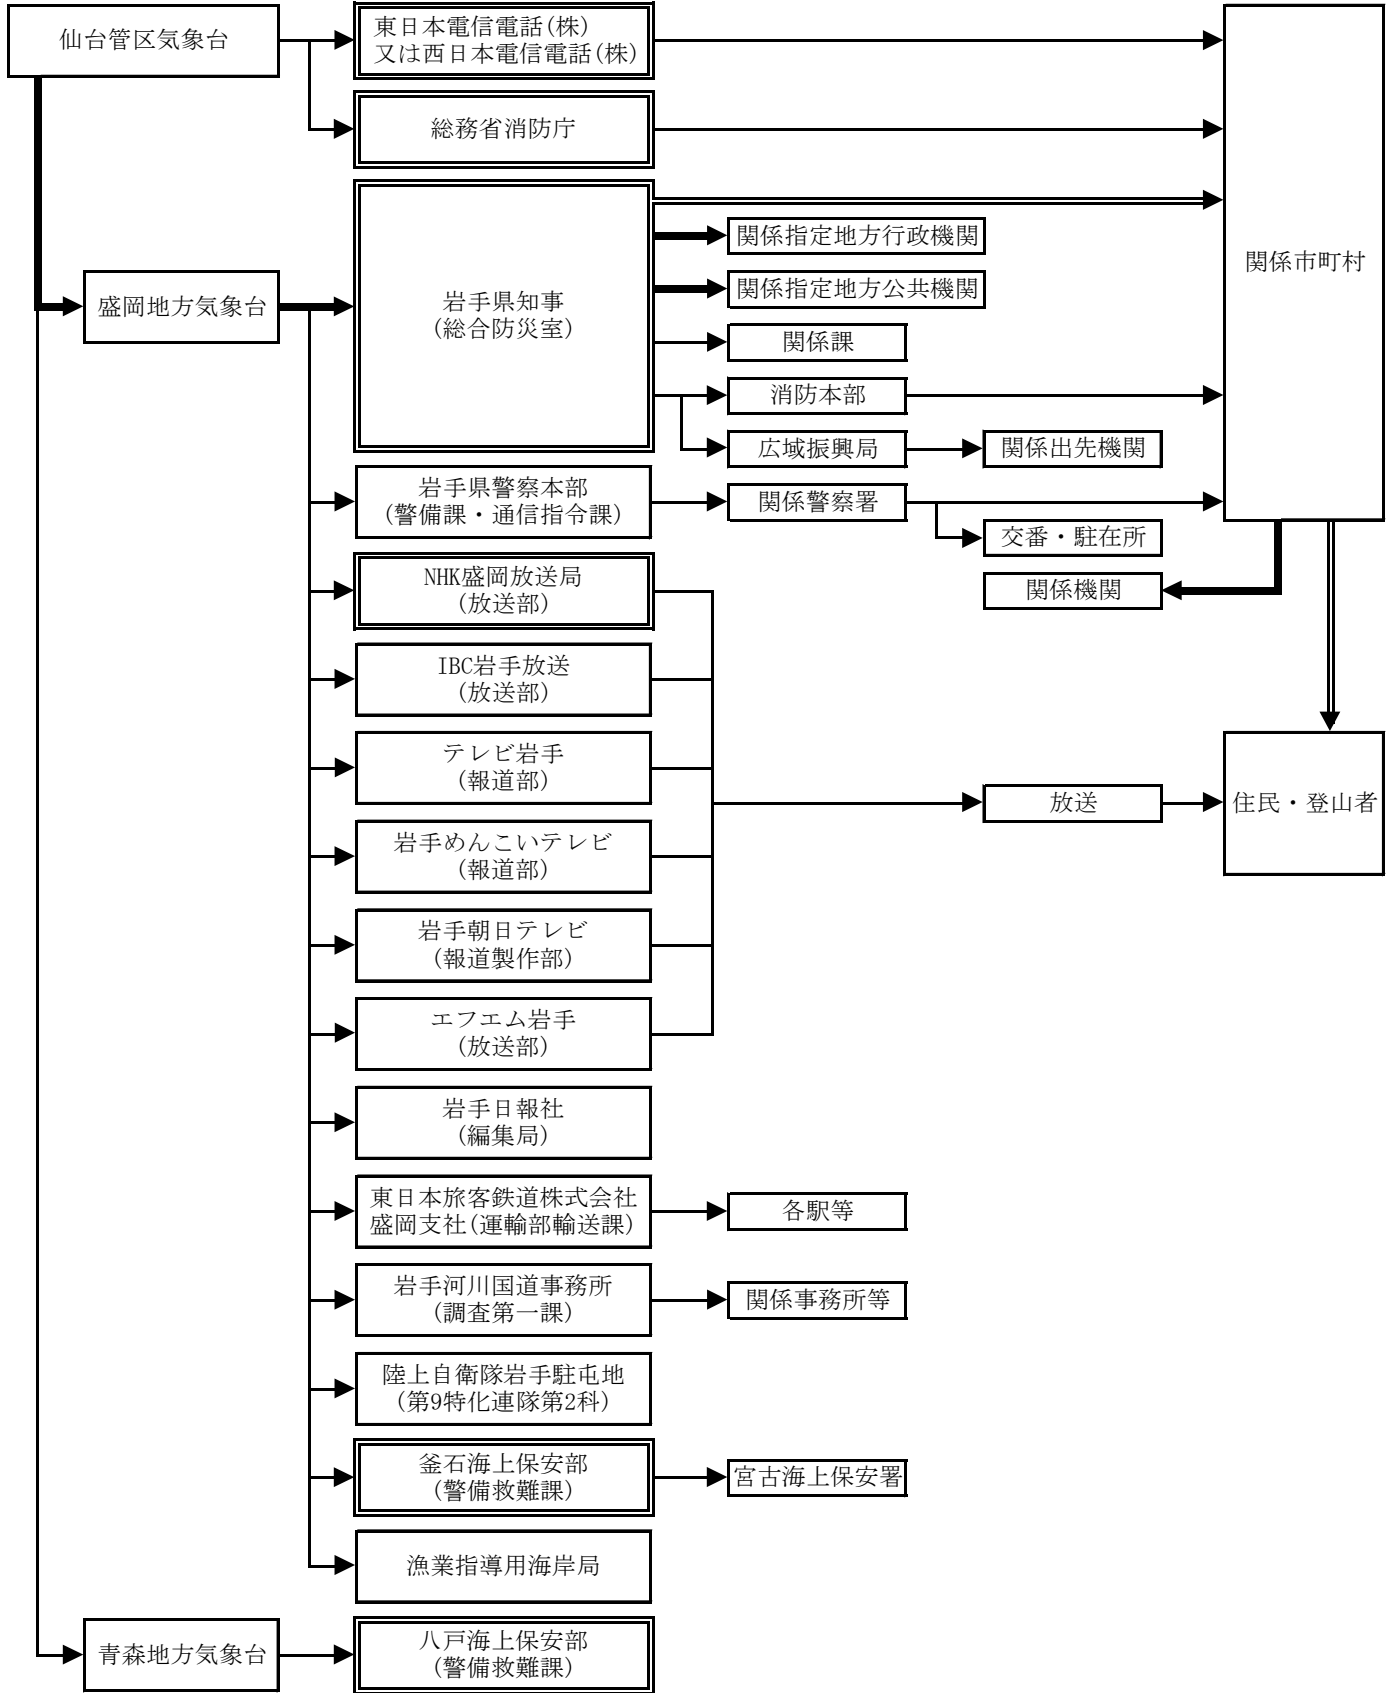 仙台管区気象台
東日本電信電話(株)
又は西日本電信電話(株)
総務省消防庁
関係市町村
盛岡地方気象台
岩手県知事
(総合防災室)
関係指定地方行政機関
関係指定地方公共機関
関係課
消防本部
広域振興局
関係出先機関
岩手県警察本部
(警備課・通信指令課)
関係警察署
交番・駐在所
関係機関
NHK盛岡放送局
(放送部)
IBC岩手放送
(放送部)
テレビ岩手
(報道部)
放送
住民・登山者
岩手めんこいテレビ
(報道部)
岩手朝日テレビ
(報道製作部)
エフエム岩手
(放送部)
岩手日報社
(編集局)
東日本旅客鉄道株式会社
盛岡支社(運輸部輸送課)
各駅等
岩手河川国道事務所
(調査第一課)
関係事務所等
陸上自衛隊岩手駐屯地
(第9特化連隊第2科)
釜石海上保安部
(警備救難課)
宮古海上保安署
漁業指導用海岸局
青森地方気象台
八戸海上保安部
(警備救難課)